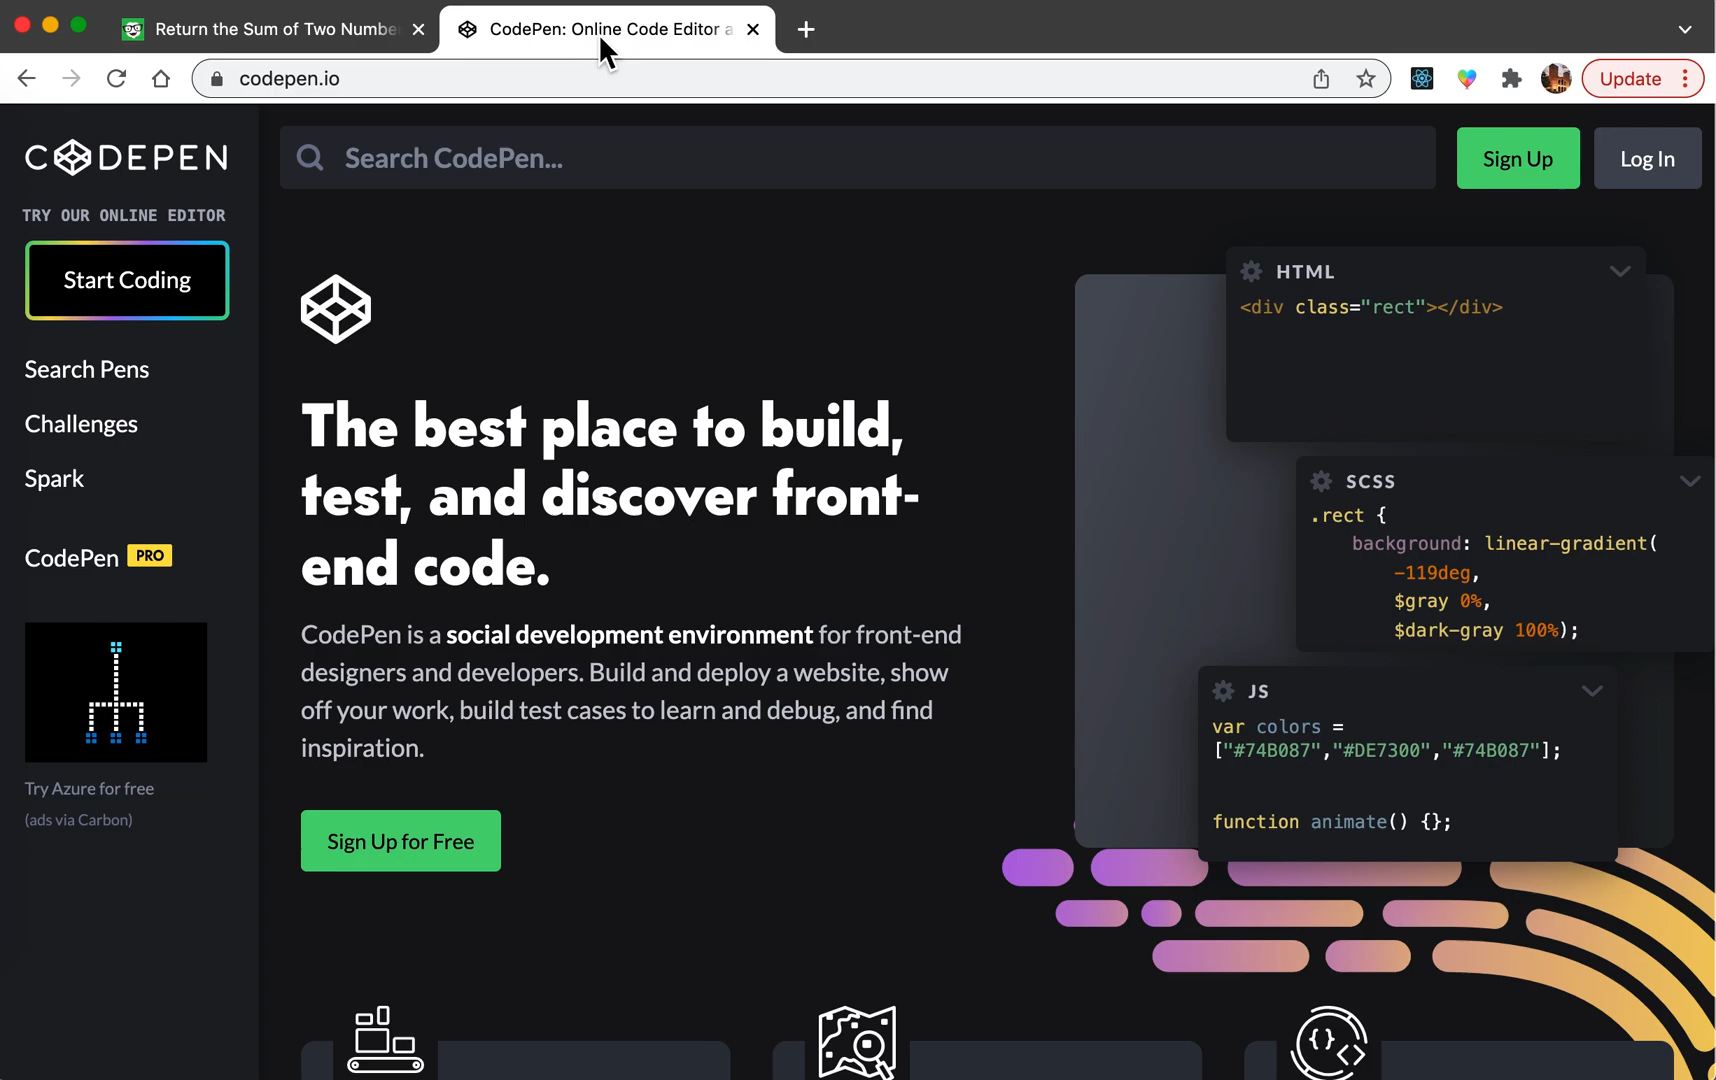 Return the Sum of Two Numbe
CodePen: Online Code Editor a
codepen.io
Update
CODEPEN
Search CodePen...
Sign Up
Log In
TRY OUR ONLINE EDITOR
Start Coding
Search Pens
Challenges
Spark
CodePen PRO
Try Azure for free
(ads via Carbon)
The best place to build,
test, and discover front-
end code.
CodePen is a social development environment for front-end
designers and developers. Build and deploy a website, show
off your work, build test cases to learn and debug, and find
inspiration.
Sign Up for Free
HTML
<div class="rect"></div>
SCSS
.rect {
background: linear-gradient(
-119deg,
$gray 0%,
$dark-gray 100%);
JS
var colors =
["#74B087","#DE7300","#74B087"];
function animate() {};